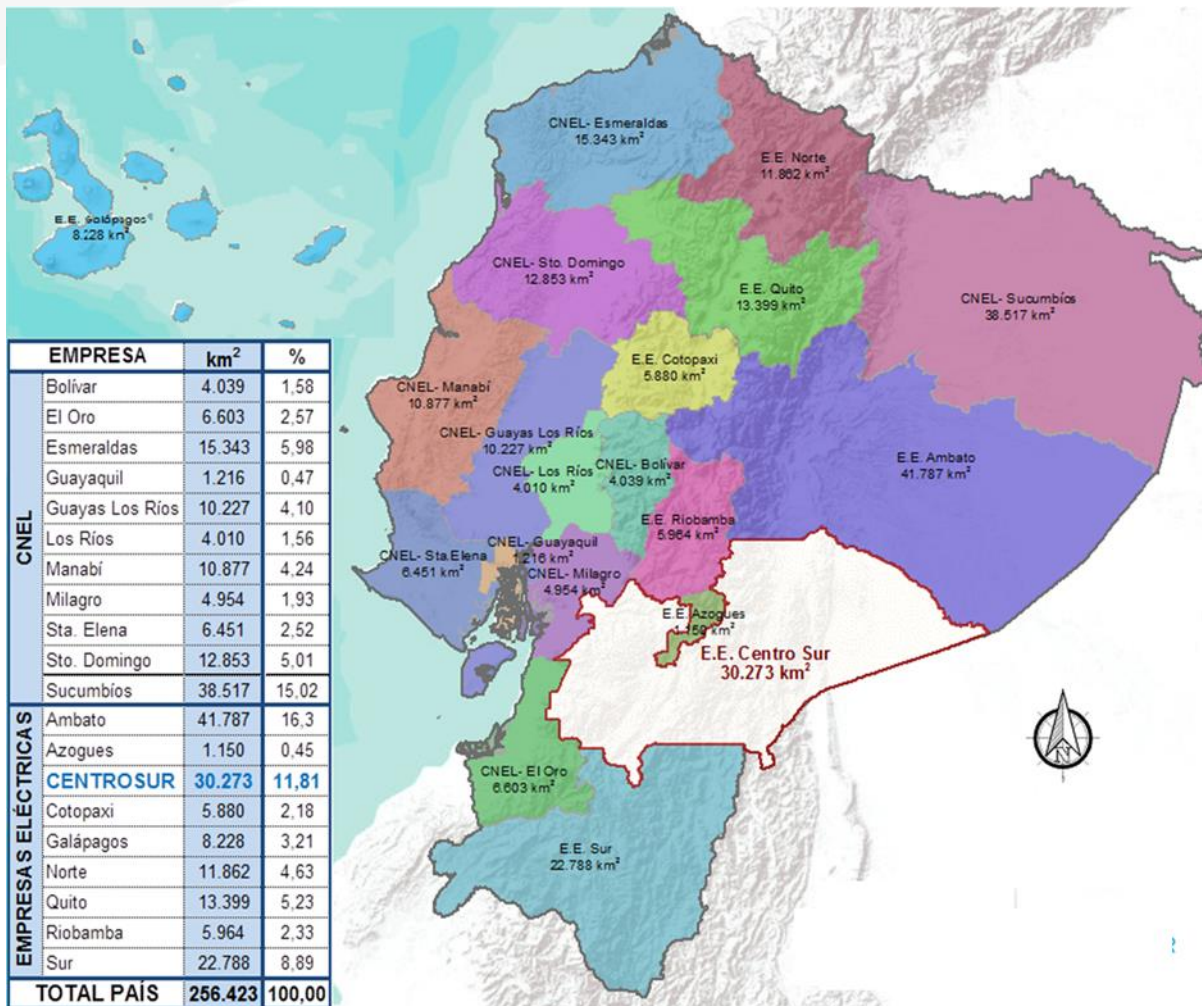 CNEL- Esmeraldas
15.343 km²
E.E. Norte
11.862 km²
E.E. Galápagos
8.228 km²
CNEL- Sto. Domingo
12.853 km²
E.E. Quito
13.399 km²
CNEL- Sucumbíos
38.517 km²
E.E. Cotopaxi
5.880 km²
CNEL- Manabí
10.877 km²
CNEL- Guayas Los Ríos
10.227 km²
CNEL- Los Ríos
4.010 km²
CNEL- Bolívar
4.039 km²
E.E. Ambato
41.787 km²
E.E. Riobamba
5.964 km²
CNEL- Guayaquil
1.216 km²
CNEL- Sta.Elena
6.451 km²
CNEL- Milagro
4.954 km²
E.E. Azogues
1.150 km²
E.E. Centro Sur
30.273 km²
CNEL- El Oro
6.603 km²
E.E. Sur
22.788 km²
N
EMPRESA km² %
CNEL
Bolívar 4.039 1,58
El Oro 6.603 2,57
Esmeraldas 15.343 5,98
Guayaquil 1.216 0,47
Guayas Los Ríos 10.227 4,10
Los Ríos 4.010 1,56
Manabí 10.877 4,24
Milagro 4.954 1,93
Sta. Elena 6.451 2,52
Sto. Domingo 12.853 5,01
Sucumbíos 38.517 15,02
EMPRESAS ELÉCTRICAS
Ambato 41.787 16,3
Azogues 1.150 0,45
CENTROSUR 30.273 11,81
Cotopaxi 5.880 2,18
Galápagos 8.228 3,21
Norte 11.862 4,63
Quito 13.399 5,23
Riobamba 5.964 2,33
Sur 22.788 8,89
TOTAL PAÍS 256.423 100,00